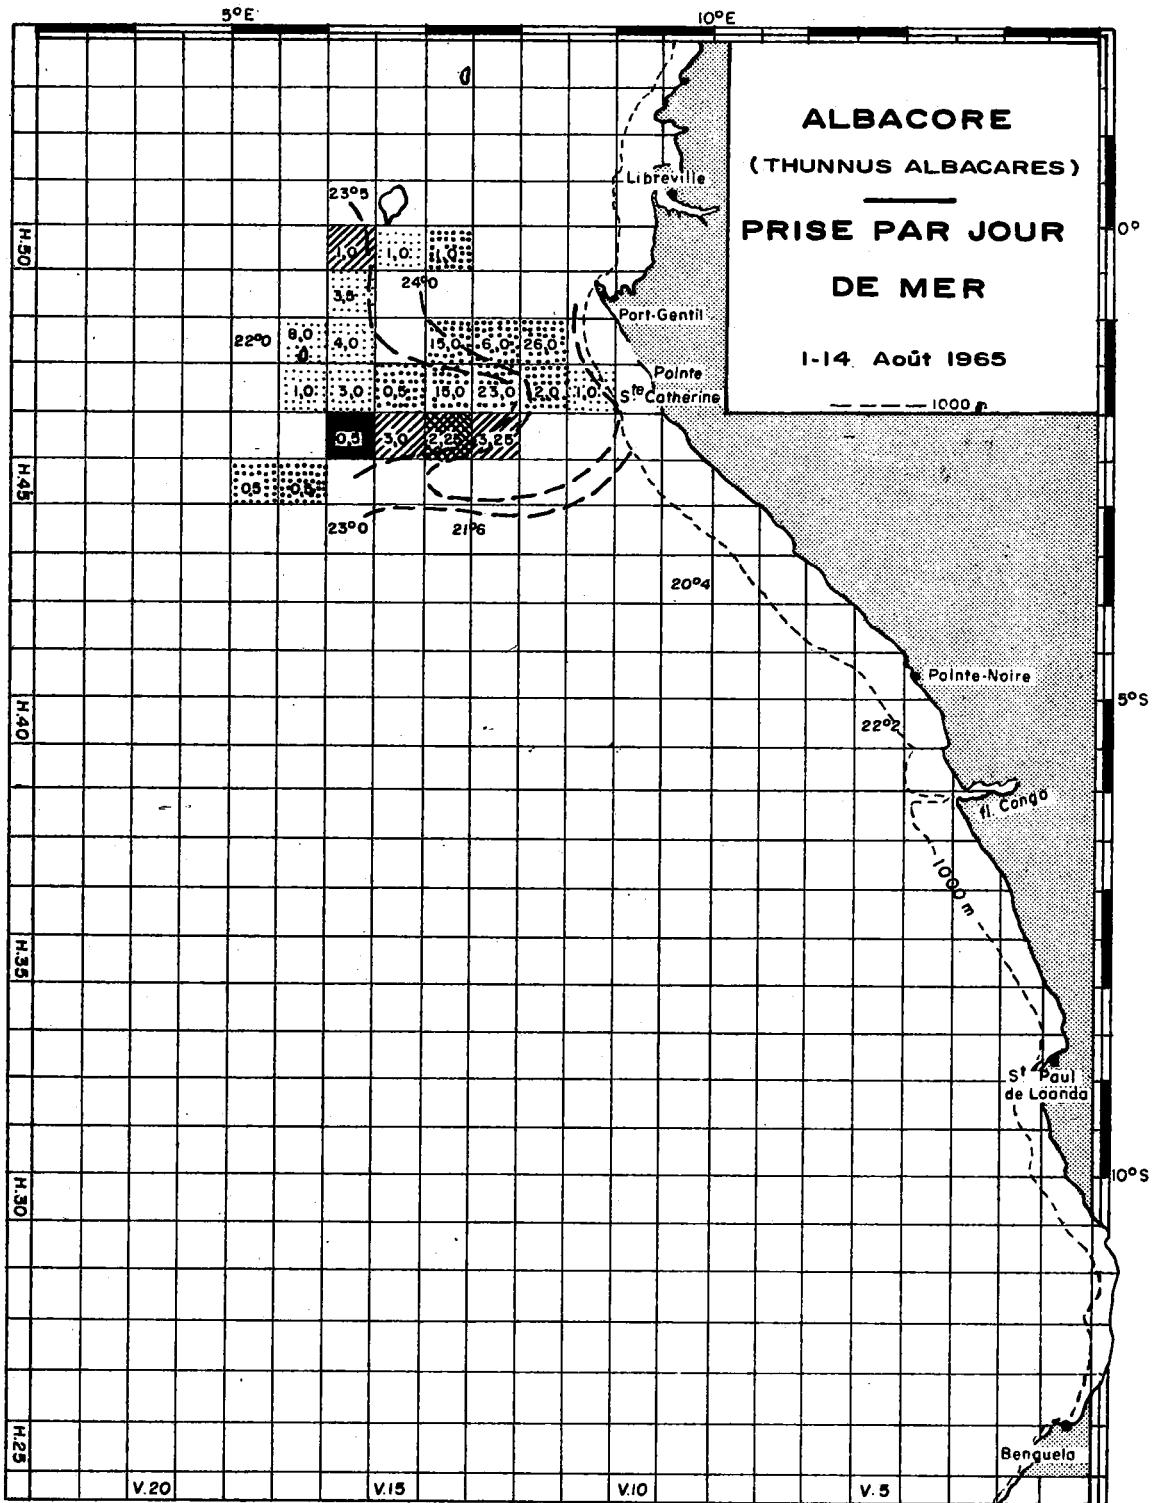 5°E
10°E
ALBACORE
(THUNNUS ALBACARES)
PRISE PAR JOUR
DE MER
1-14 Août 1965
1000 m
Libreville
23°5
0°
H.50
1,0
1,0
1,0
24°0
3,5
Port-Gentil
22°0
8,0
4,0
15,0
6,0
26,0
Pointe
Ste Catherine
1,0
3,0
0,5
15,0
23,0
2,0
1,0
0,5
3,0
2,25
3,25
H.45
0,5
0,5
23°0
21°6
20°4
Pointe-Noire
5°S
H.40
22°2
fl. Congo
1000 m
H.35
St Paul
de Loanda
10°S
H.30
H.25
Benguela
V.20
V.15
V.10
V.5